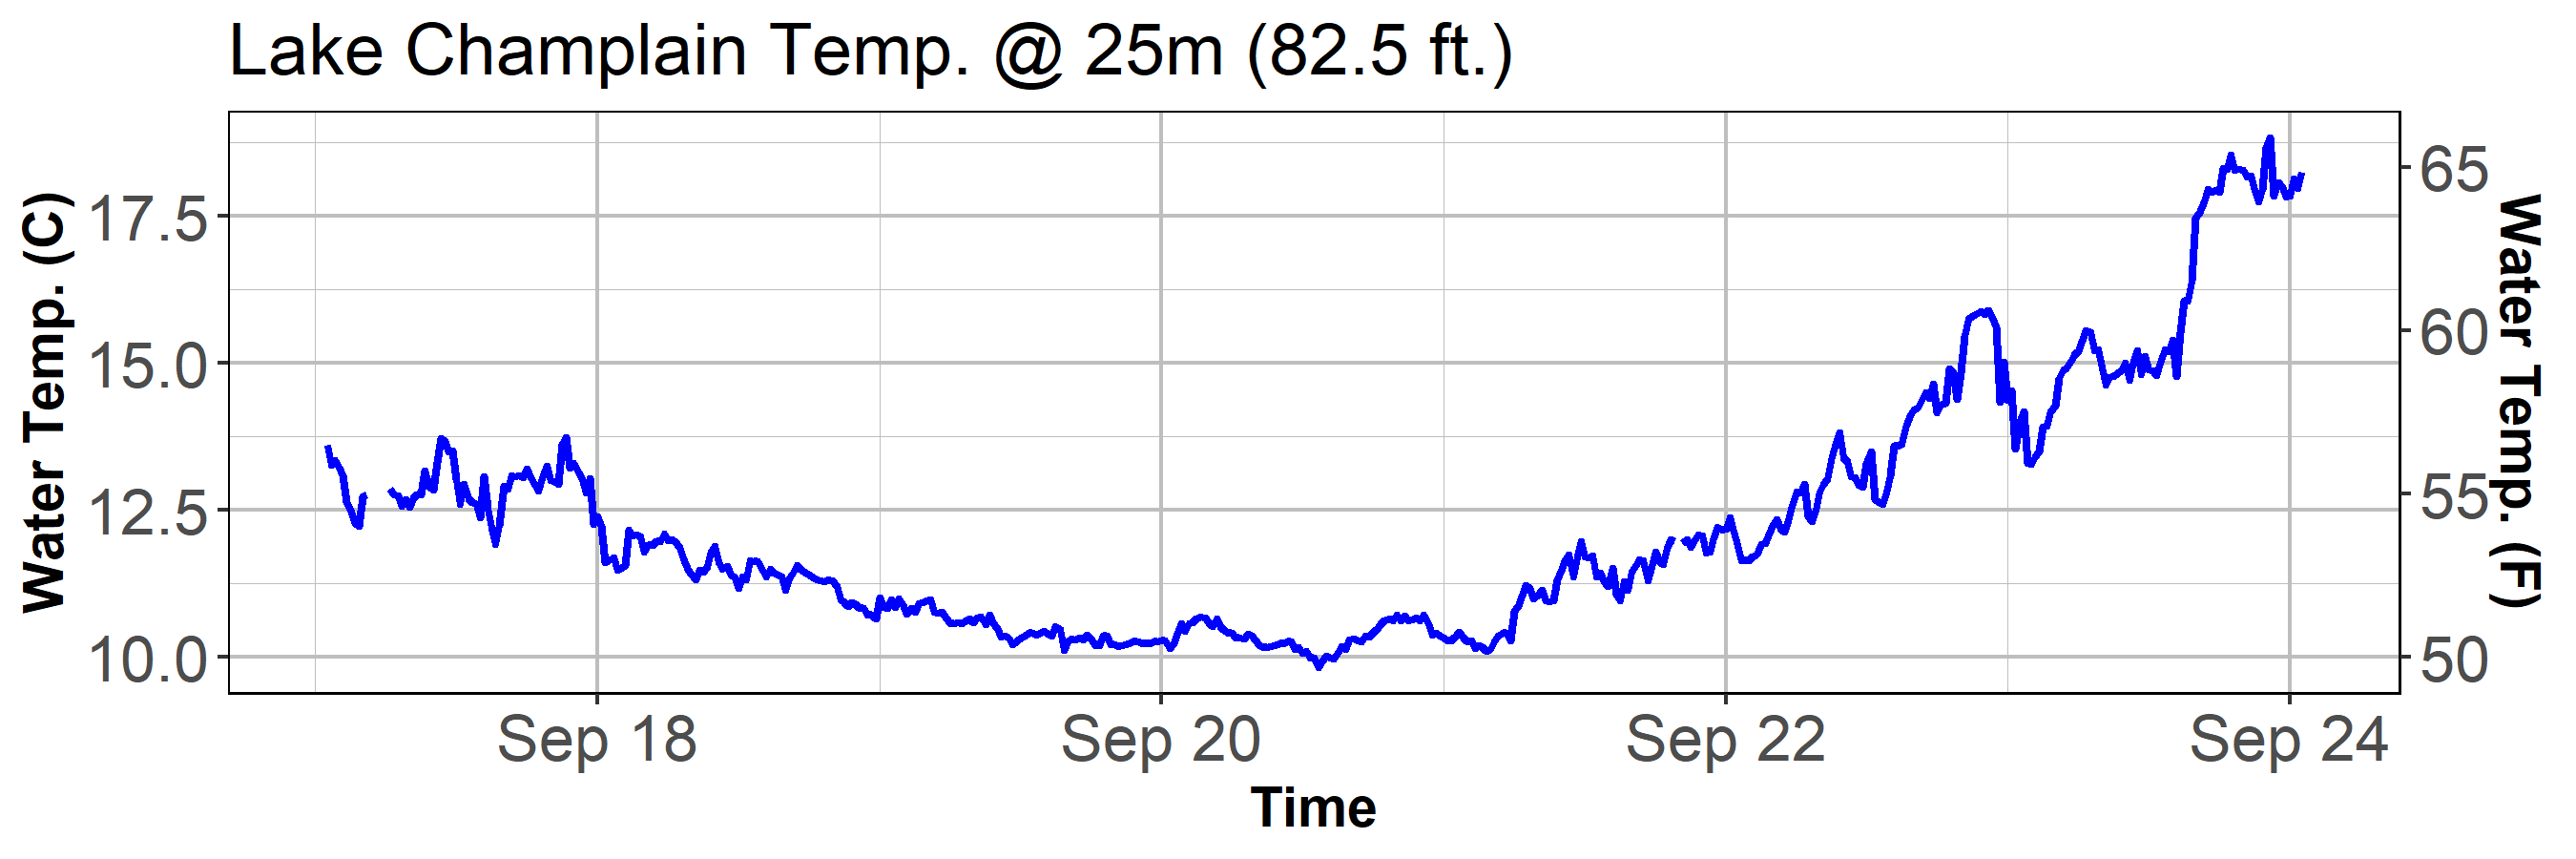 Lake Champlain Temp. @ 25m (82.5 ft.)
Water Temp. (C)
17.5
15.0
12.5
10.0
65
60
55
50
Water Temp. (F)
Sep 18
Sep 20
Sep 22
Sep 24
Time